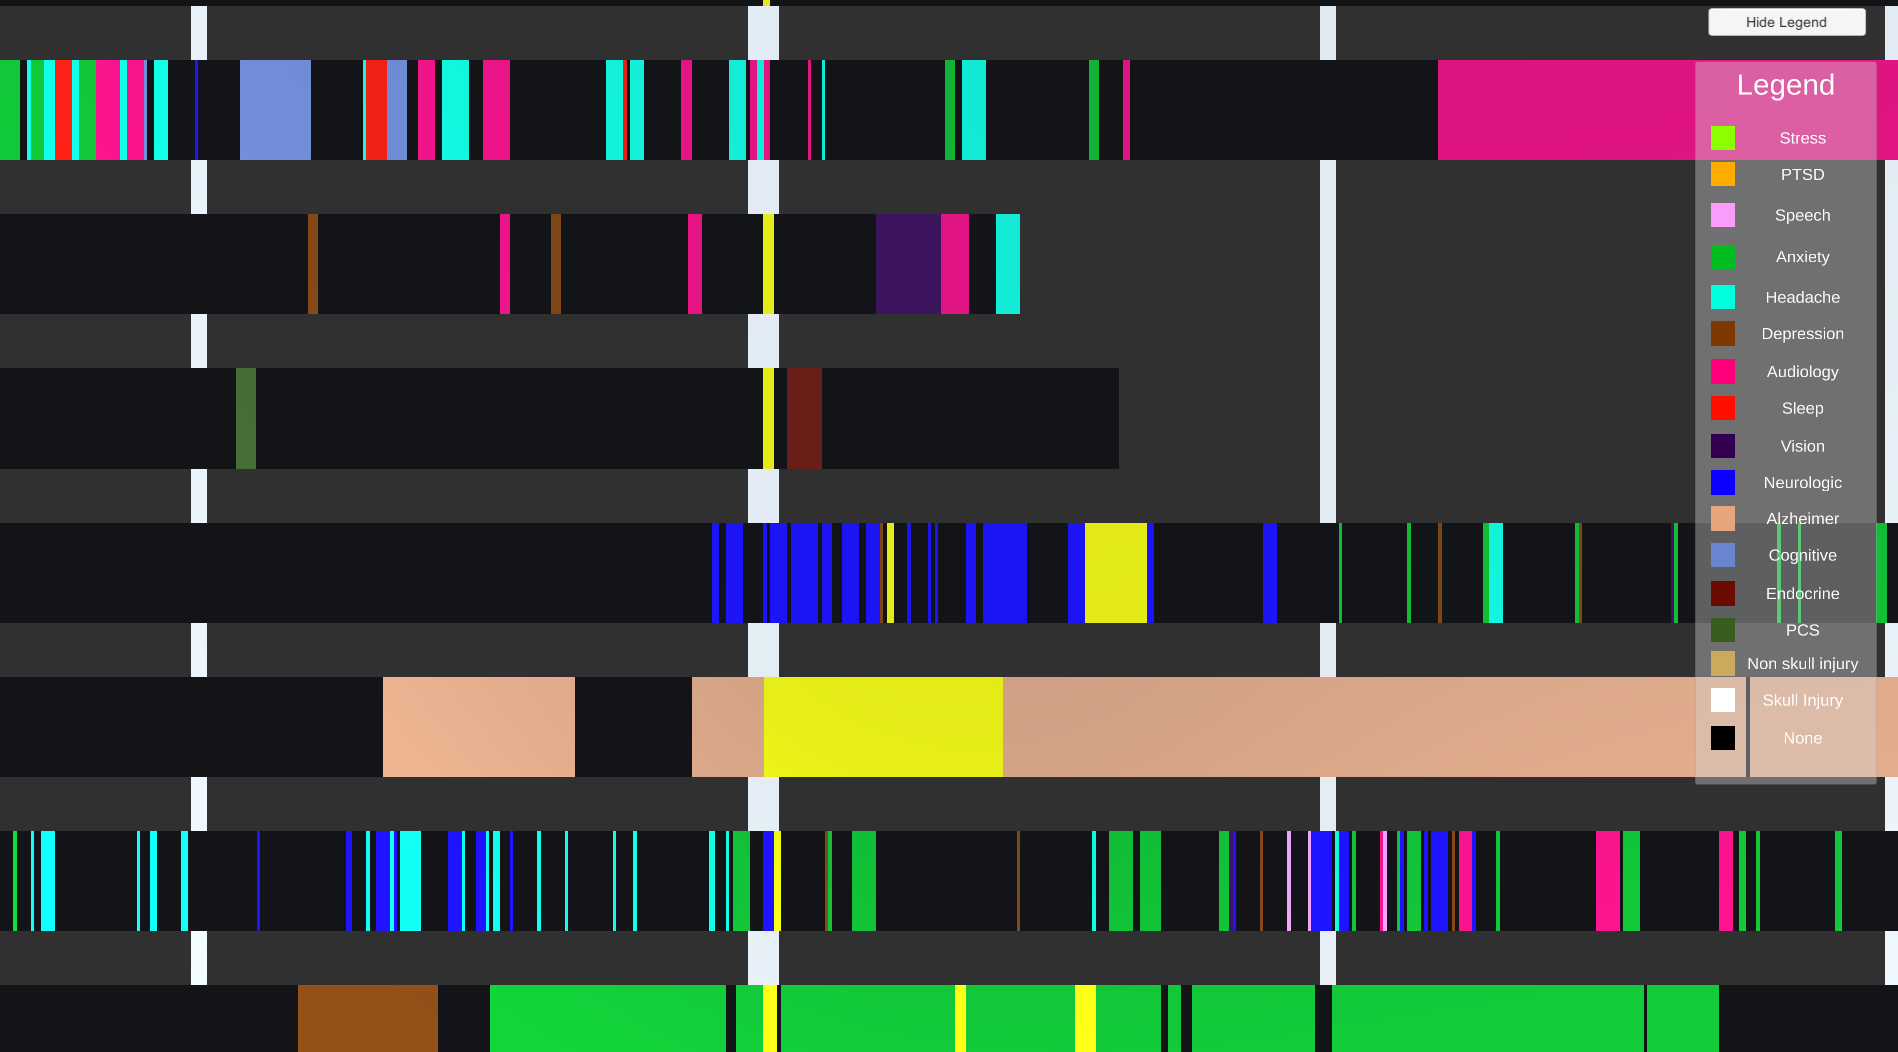 Hide Legend
Legend
Stress
PTSD
Speech
Anxiety
Headache
Depression
Audiology
Sleep
Vision
Neurologic
Alzheimer
Cognitive
Endocrine
PCS
Non skull injury
Skull Injury
None